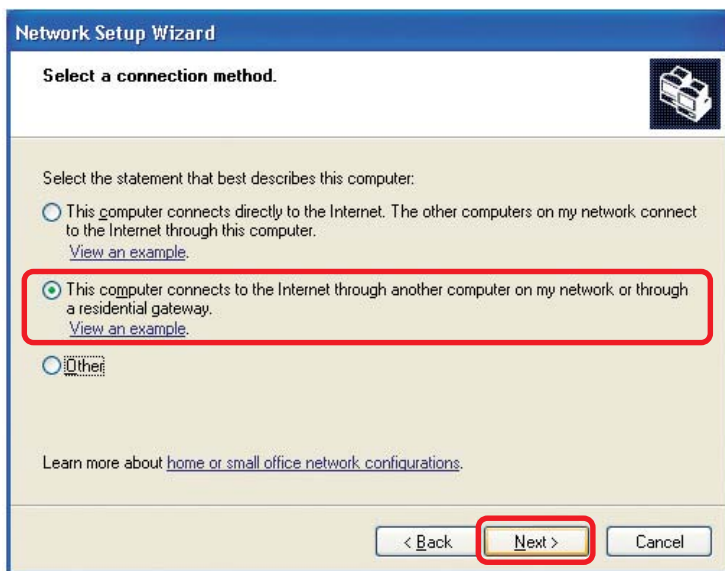 Network Setup Wizard
Select a connection method.
Select the statement that best describes this computer:
This computer connects directly to the Internet. The other computers on my network connect
to the Internet through this computer.
View an example.
This computer connects to the Internet through another computer on my network or through
a residential gateway.
View an example.
Other
Learn more about home or small office network configurations.
< Back Next > Cancel